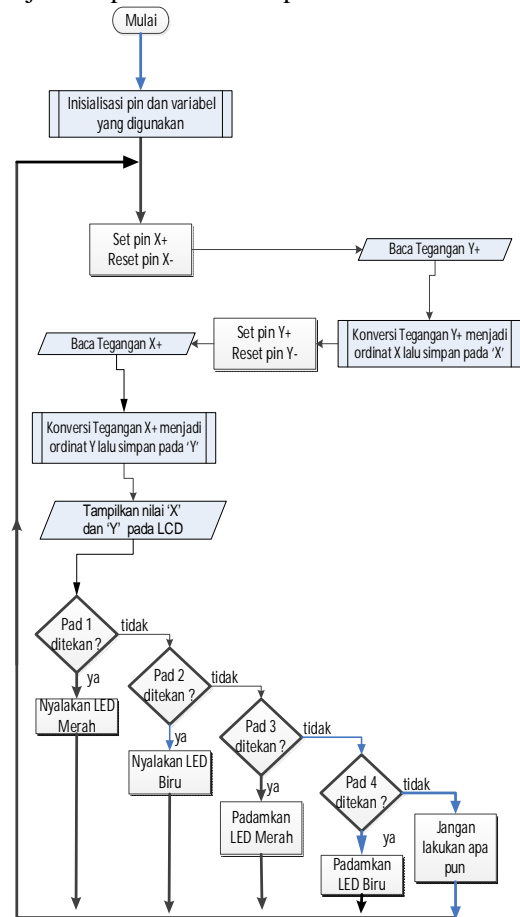 Mulai
Inisialisasi pin dan variabel
yang digunakan
Set pin X+
Reset pin X-
Baca Tegangan Y+
Konversi Tegangan Y+ menjadi
ordinat X lalu simpan pada ‘X’
Set pin Y+
Reset pin Y-
Baca Tegangan X+
Konversi Tegangan X+ menjadi
ordinat Y lalu simpan pada ‘Y’
Tampilkan nilai ‘X’
dan ‘Y’ pada LCD
Pad 1
ditekan ?
tidak
ya
Nyalakan LED
Merah
Pad 2
ditekan ?
tidak
ya
Nyalakan LED
Biru
Pad 3
ditekan ?
tidak
ya
Padamkan
LED Merah
Pad 4
ditekan ?
tidak
ya
Padamkan
LED Biru
Jangan
lakukan apa
pun